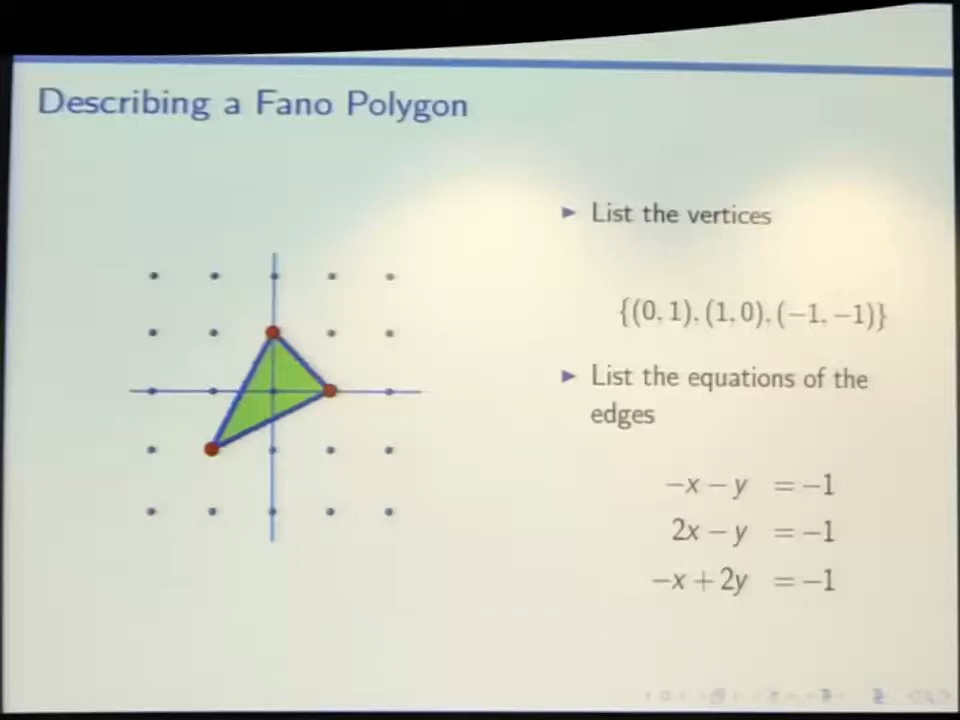 Describing a Fano Polygon
▶ List the vertices
{(0, 1), (1, 0), (−1, −1)}
▶ List the equations of the
edges
−x − y = −1
2x − y = −1
−x + 2y = −1